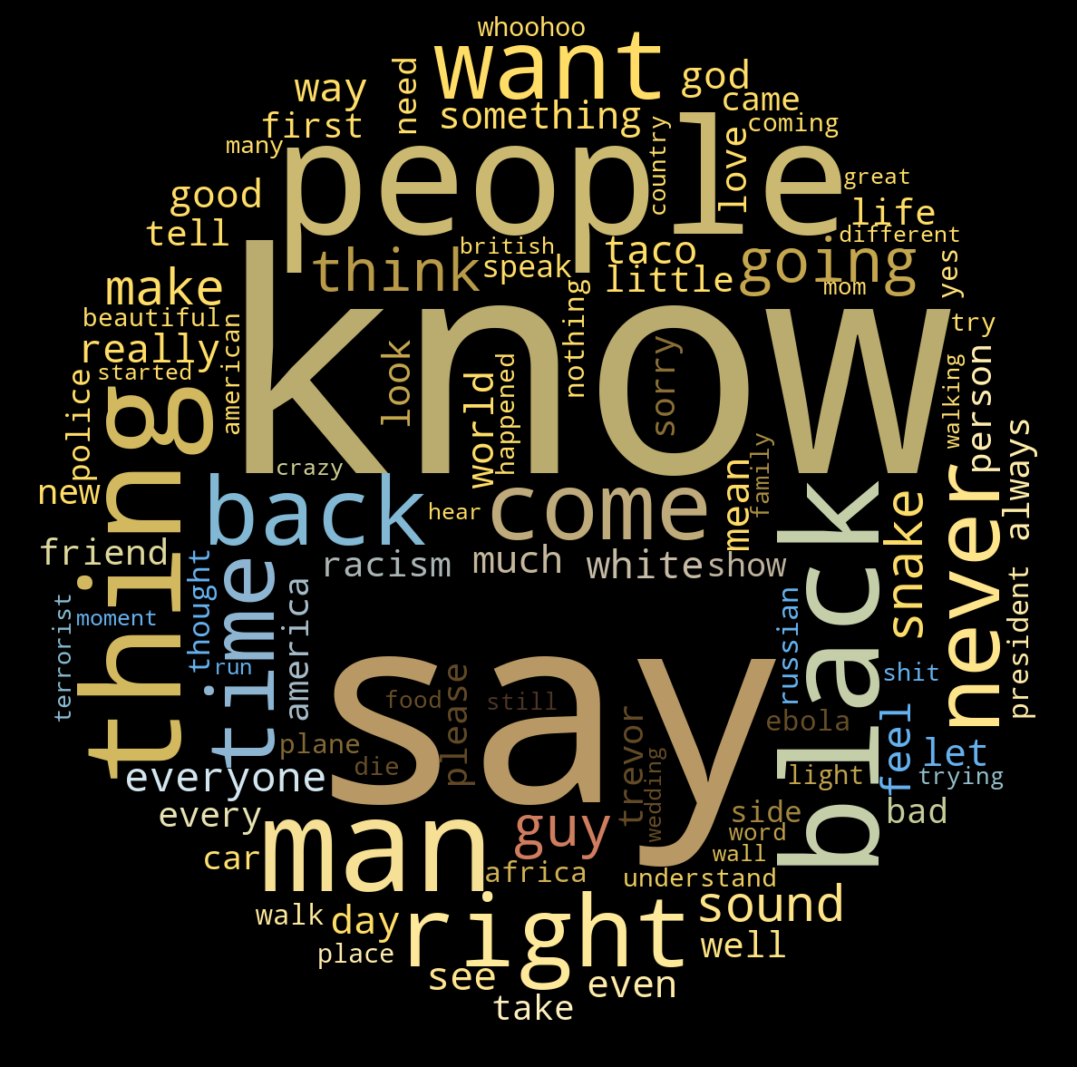 whoohoo
want
god
way
need
came
something
first
coming
people
many
country
love
great
good
life
tell
different
british
taco
think
speak
going
little
yes
make
mom
nothing
beautiful
american
try
really
look
sorry
started
police
world
happened
person
walking
know
thing
always
crazy
family
mean
new
back
hear
come
never
snake
black
friend
racism
much
white
show
time
thought
america
terrorist
moment
russian
president
run
shit
say
food
still
please
trevor
ebola
feel
plane
let
everyone
die
wedding
light
trying
every
side
bad
man
guy
word
car
wall
africa
understand
right
sound
walk
day
place
well
see
even
take